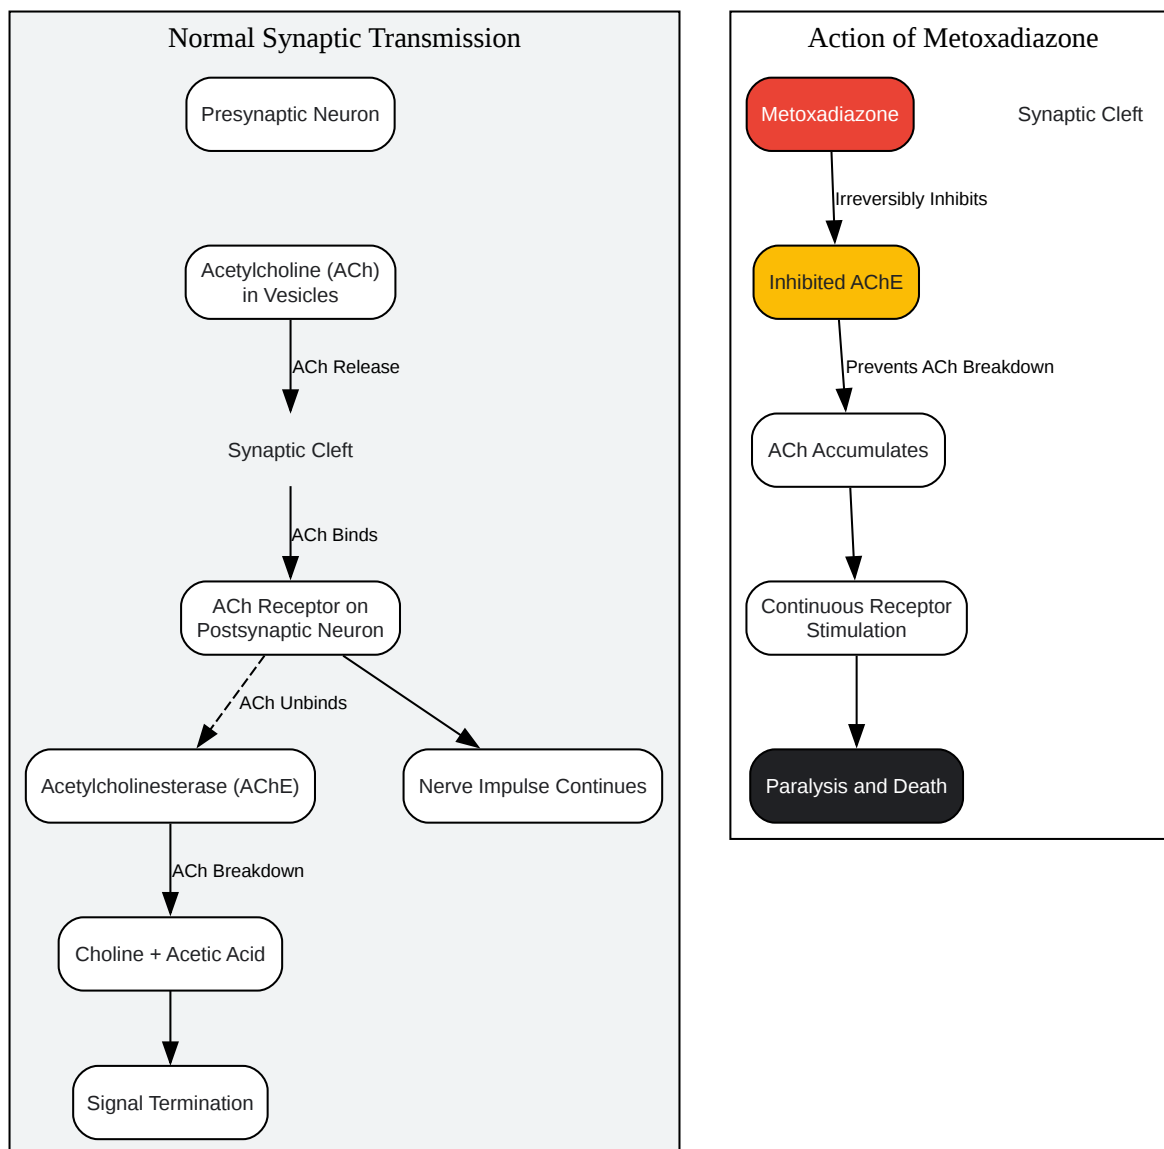 Normal Synaptic Transmission
Presynaptic Neuron
Acetylcholine (ACh)
in Vesicles
ACh Release
Synaptic Cleft
ACh Binds
ACh Receptor on
Postsynaptic Neuron
ACh Unbinds
Acetylcholinesterase (AChE)
Nerve Impulse Continues
ACh Breakdown
Choline + Acetic Acid
Signal Termination
Action of Metoxadiazone
Metoxadiazone
Synaptic Cleft
Irreversibly Inhibits
Inhibited AChE
Prevents ACh Breakdown
ACh Accumulates
Continuous Receptor
Stimulation
Paralysis and Death